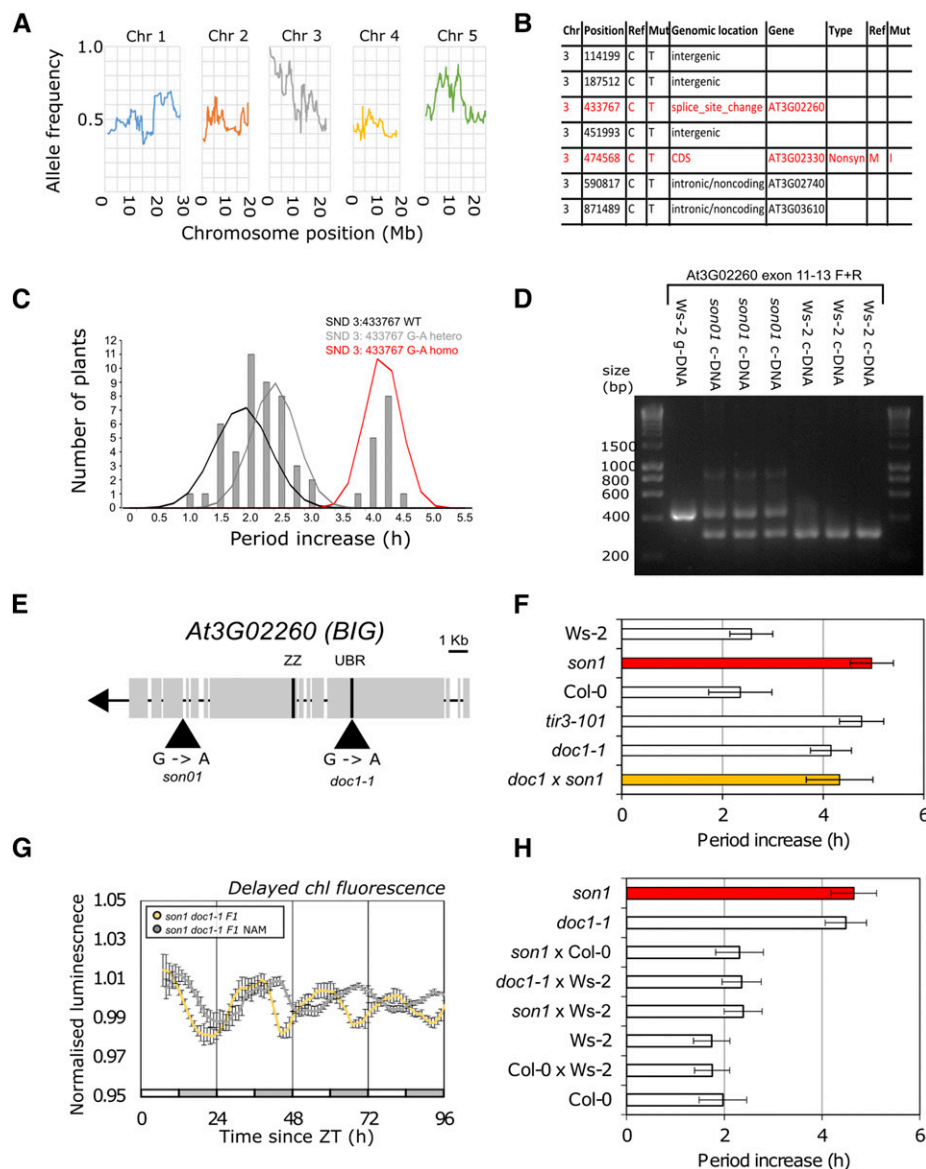 A
Chr 1 Chr 2 Chr 3 Chr 4 Chr 5
Allele frequency
1.0
0.5
0 10 20 30 0 10 20 0 10 20 0 10 20 0 10 20
Chromosome position (Mb)
B
Chr Position Ref Mut Genomic location Gene Type Ref Mut
3 114199 C T intergenic
3 187512 C T intergenic
3 433767 C T splice_site_change AT3G02260
3 451993 C T intergenic
3 474568 C T CDS AT3G02330 Nonsyn M I
3 590817 C T intronic/noncoding AT3G02740
3 871489 C T intronic/noncoding AT3G03610
C
SND 3:433767 WT
SND 3: 433767 G-A hetero
SND 3: 433767 G-A homo
Number of plants
12
11
10
9
8
7
6
5
4
3
2
1
0
0 0.5 1.0 1.5 2.0 2.5 3.0 3.5 4.0 4.5 5.0 5.5
Period increase (h)
D
At3G02260 exon 11-13 F+R
Ws-2 g-DNA
son01 c-DNA
son01 c-DNA
son01 c-DNA
Ws-2 c-DNA
Ws-2 c-DNA
Ws-2 c-DNA
size
(bp)
1500
1000
800
600
400
200
E
At3G02260 (BIG)
1 Kb
ZZ UBR
G -> A G -> A
son01 doc1-1
F
Ws-2
son1
Col-0
tir3-101
doc1-1
doc1 x son1
0 2 4 6
Period increase (h)
G
Delayed chl fluorescence
son1 doc1-1 F1
son1 doc1-1 F1 NAM
Normalised luminescnece
1.05
1.03
1.01
0.99
0.97
0.95
0 24 48 72 96
Time since ZT (h)
H
son1
doc1-1
son1 x Col-0
doc1-1 x Ws-2
son1 x Ws-2
Ws-2
Col-0 x Ws-2
Col-0
0 2 4 6
Period increase (h)